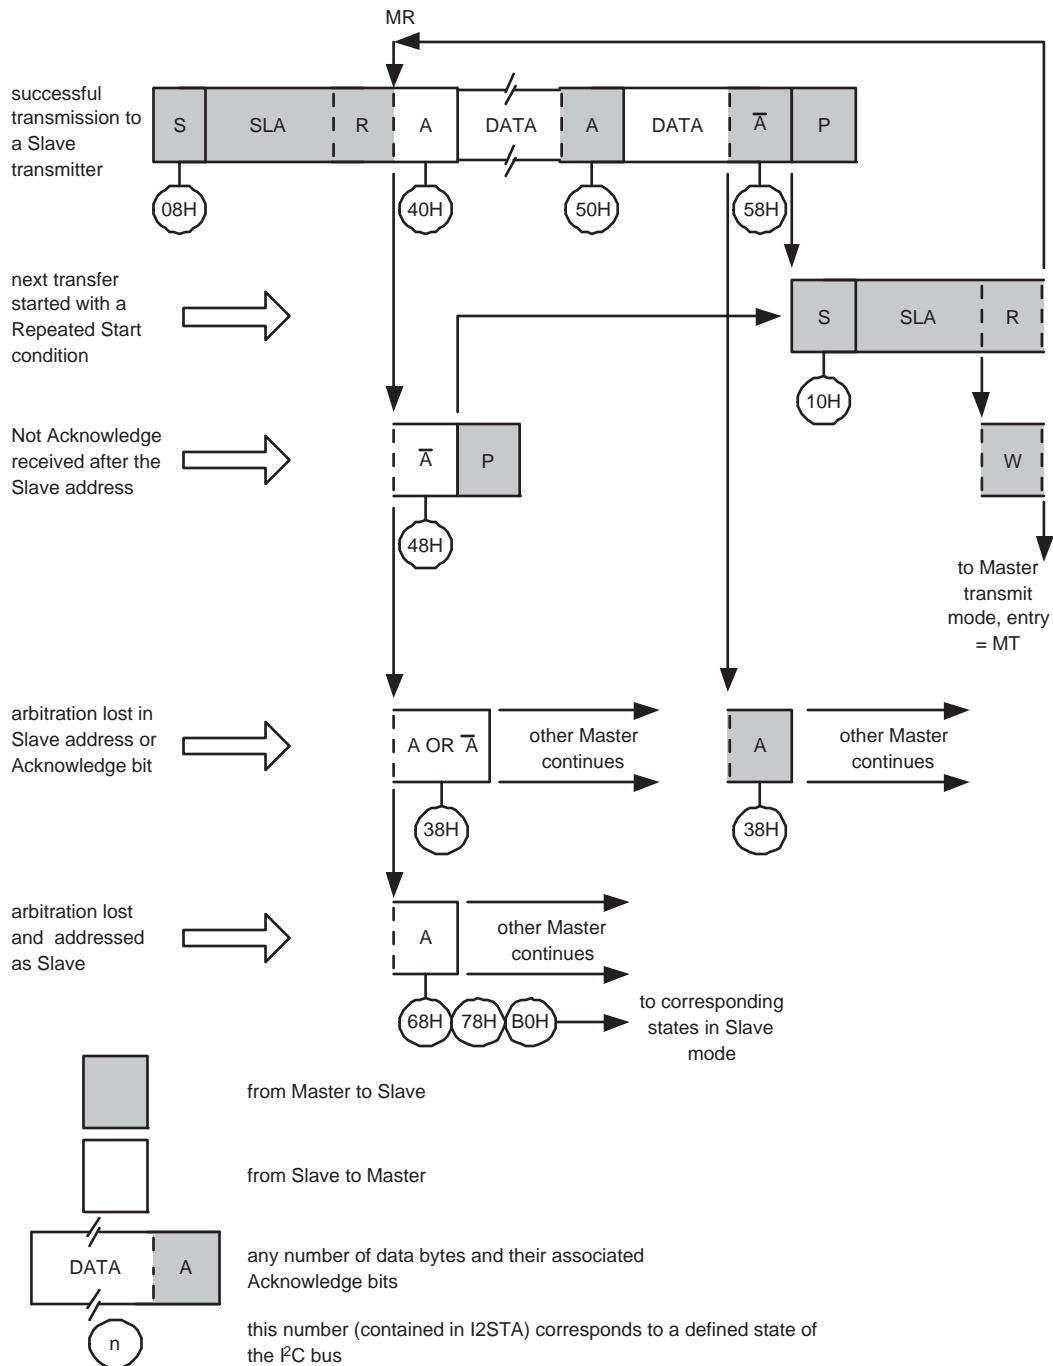 MR
successful
transmission to
a Slave
transmitter
S SLA R A DATA A DATA A̅ P
08H 40H 50H 58H
next transfer
started with a
Repeated Start
condition
S SLA R
10H
Not Acknowledge
received after the
Slave address
A̅ P
W
48H
to Master
transmit
mode, entry
= MT
arbitration lost in
Slave address or
Acknowledge bit
A OR A̅
other Master
continues
A
other Master
continues
38H 38H
arbitration lost
and addressed
as Slave
A
other Master
continues
68H 78H B0H
to corresponding
states in Slave
mode
from Master to Slave
from Slave to Master
DATA A
any number of data bytes and their associated
Acknowledge bits
n
this number (contained in I2STA) corresponds to a defined state of
the I²C bus